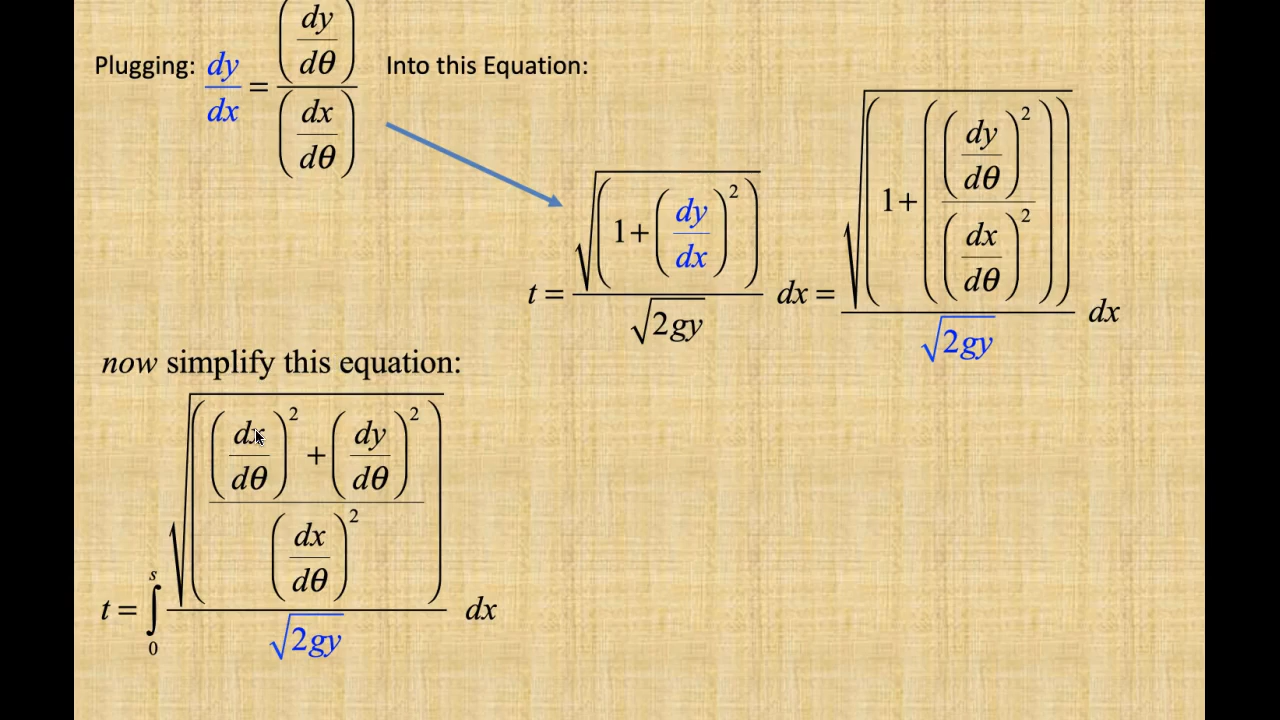 Plugging: dy/dx = (dy/dθ)/(dx/dθ) Into this Equation:
t = √(1+(dy/dx)²)/√2gy dx = √(1+((dy/dθ)²/(dx/dθ)²))/√2gy dx
now simplify this equation:
t = ∫₀ˢ √(((dx/dθ)² + (dy/dθ)²)/(dx/dθ)²)/√2gy dx